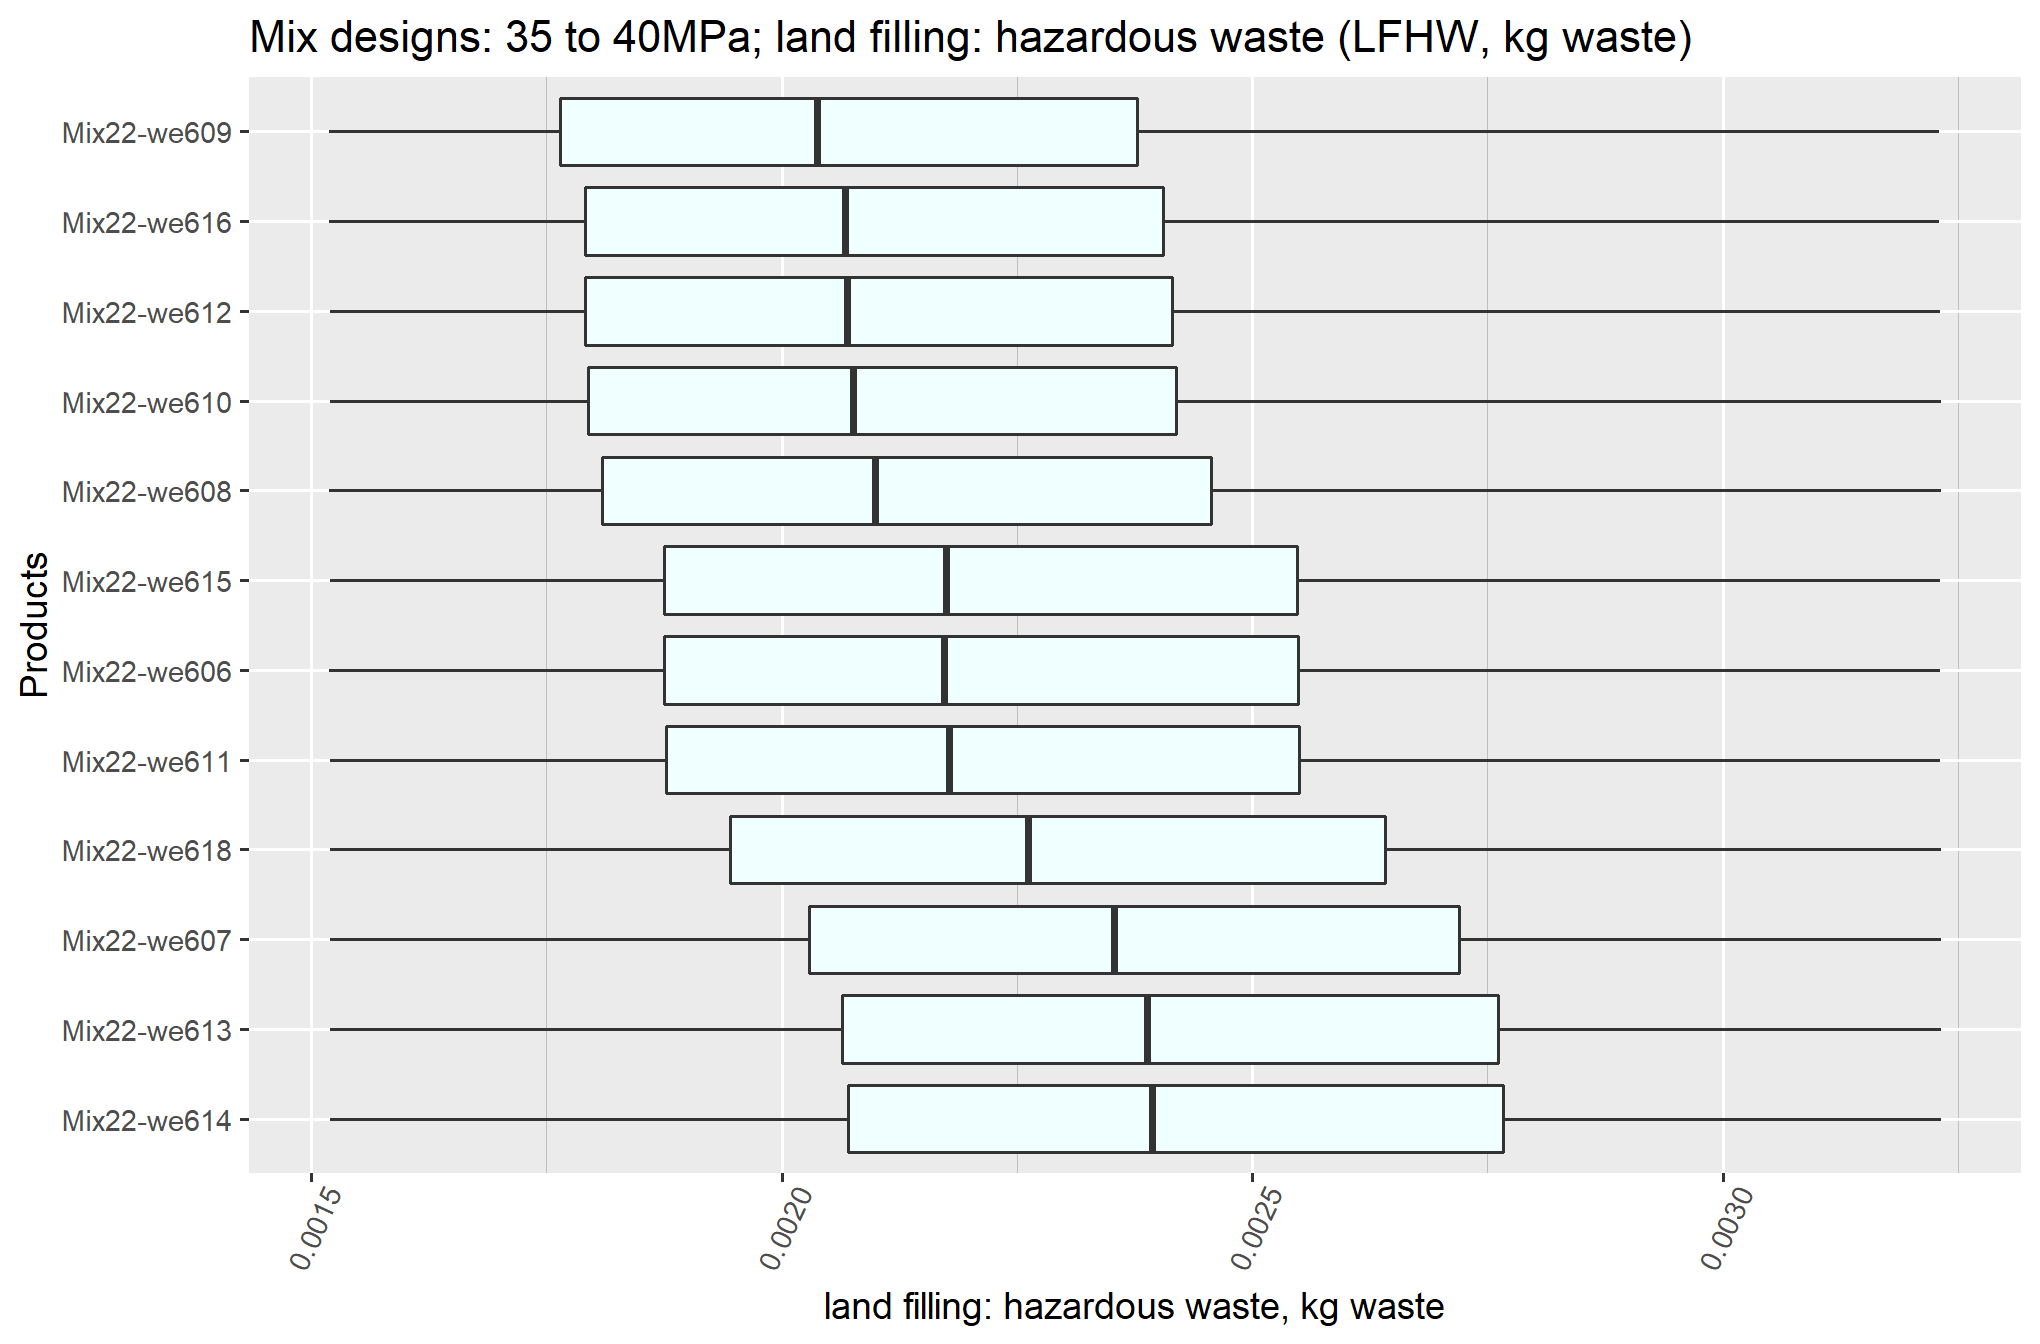 Mix designs: 35 to 40MPa; land filling: hazardous waste (LFHW, kg waste)
Products
Mix22-we609
Mix22-we616
Mix22-we612
Mix22-we610
Mix22-we608
Mix22-we615
Mix22-we606
Mix22-we611
Mix22-we618
Mix22-we607
Mix22-we613
Mix22-we614
0.0015
0.0020
0.0025
0.0030
land filling: hazardous waste, kg waste